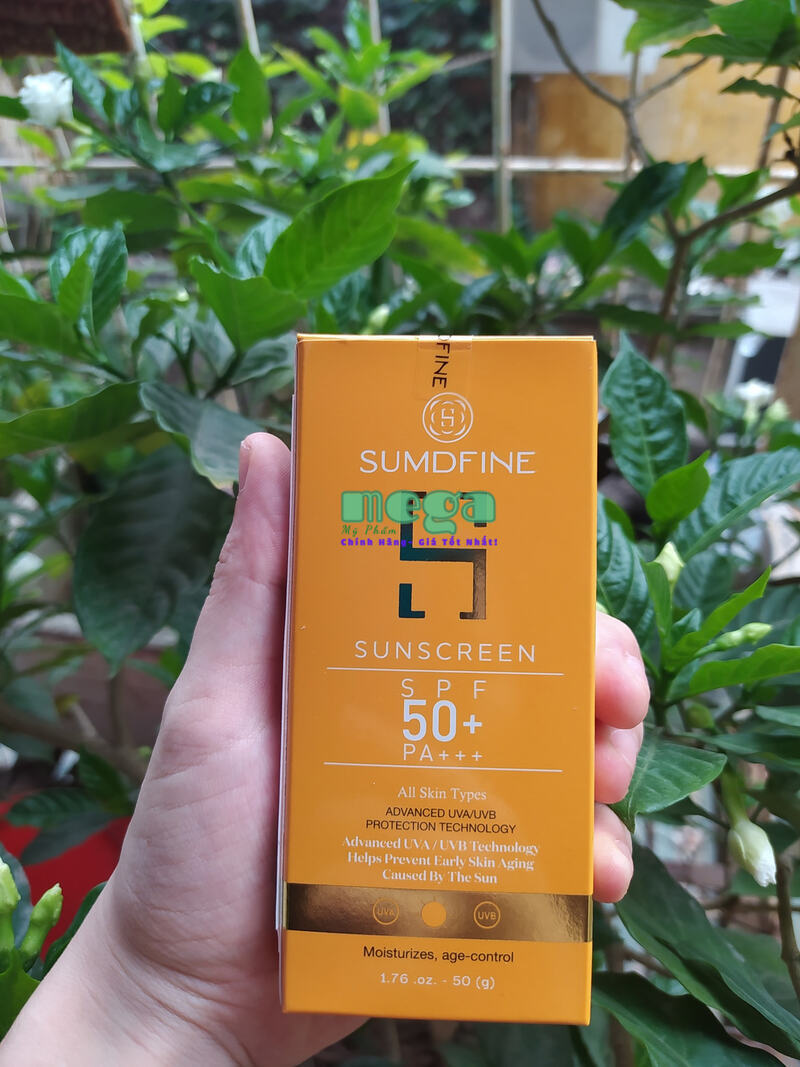 DFINE
SUMDFINE
mega
Mỹ Phẩm
Chính Hãng - Giá Tốt Nhất!
SUNSCREEN
SPF
50+
PA+++
All Skin Types
ADVANCED UVA/UVB
PROTECTION TECHNOLOGY
Advanced UVA / UVB Technology
Helps Prevent Early Skin Aging
Caused By The Sun
UVA UVB
Moisturizes, age-control
1.76 .oz. - 50 (g)